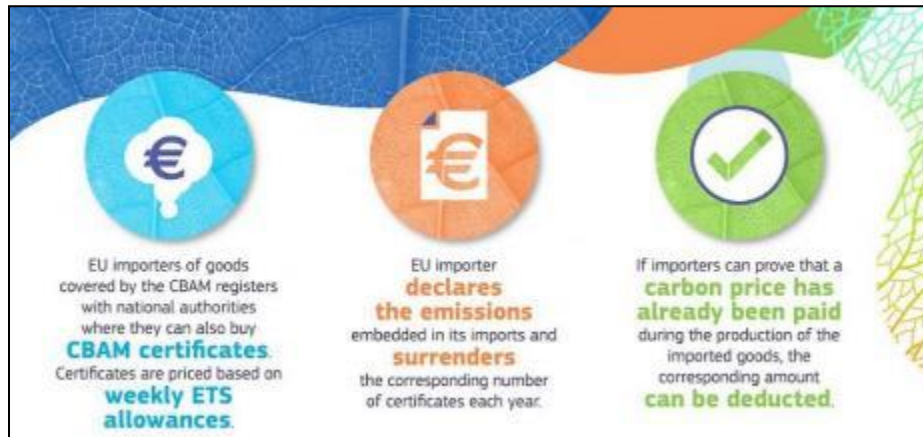 €
EU importers of goods
covered by the CBAM registers
with national authorities
where they can also buy
CBAM certificates.
Certificates are priced based on
weekly ETS
allowances.
€
EU importer
declares
the emissions
embedded in its imports and
surrenders
the corresponding number
of certificates each year.
If importers can prove that a
carbon price has
already been paid
during the production of the
imported goods, the
corresponding amount
can be deducted.